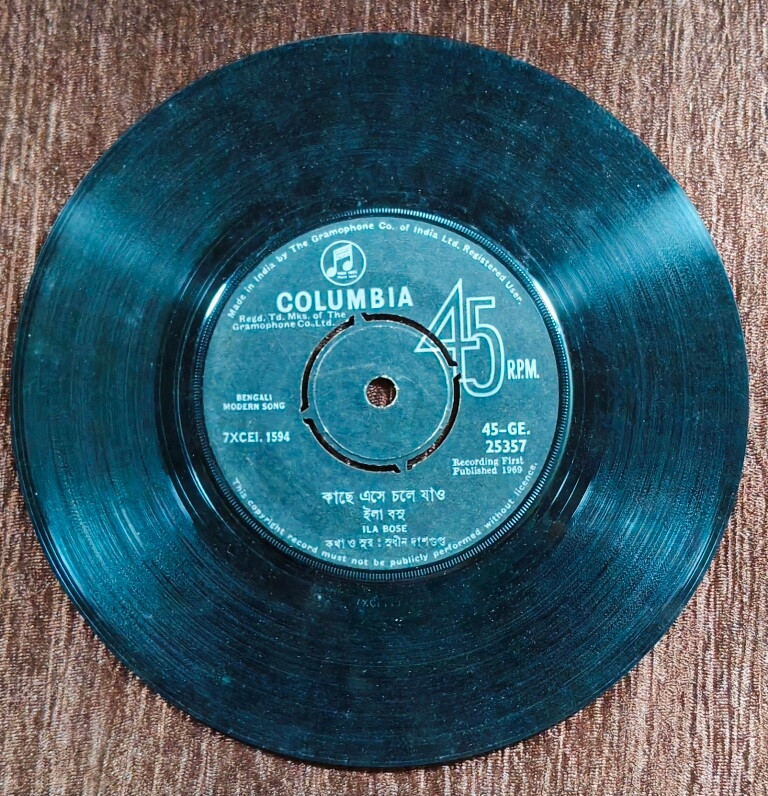 Made in India by The Gramophone Co. of India Ltd. Registered User.
COLUMBIA
Regd. Td. Mks. of The
Gramophone Co., Ltd.
45
R.P.M.
BENGALI
MODERN SONG
7XCEI. 1594
45-GE.
25357
Recording First
Published 1969
কাছে এসে চলে যাও
ইলা বসু
ILA BOSE
কথা ও সুর : সুধীন দাশগুপ্ত
This copyright record must not be publicly performed without licence.